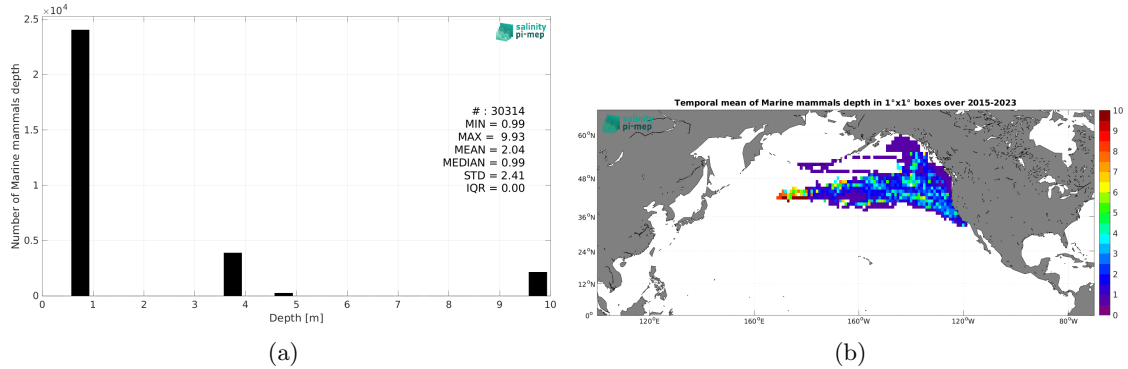 ×10⁴
2.5
2
1.5
1
0.5
0
Number of Marine mammals depth
salinity
pi-mep
# : 30314
MIN = 0.99
MAX = 9.93
MEAN = 2.04
MEDIAN = 0.99
STD = 2.41
IQR = 0.00
0 1 2 3 4 5 6 7 8 9 10
Depth [m]
(a)
Temporal mean of Marine mammals depth in 1°x1° boxes over 2015-2023
salinity
pi-mep
60°N
48°N
36°N
24°N
12°N
0°
120°E 160°E 160°W 120°W 80°W
10
9
8
7
6
5
4
3
2
1
0
(b)